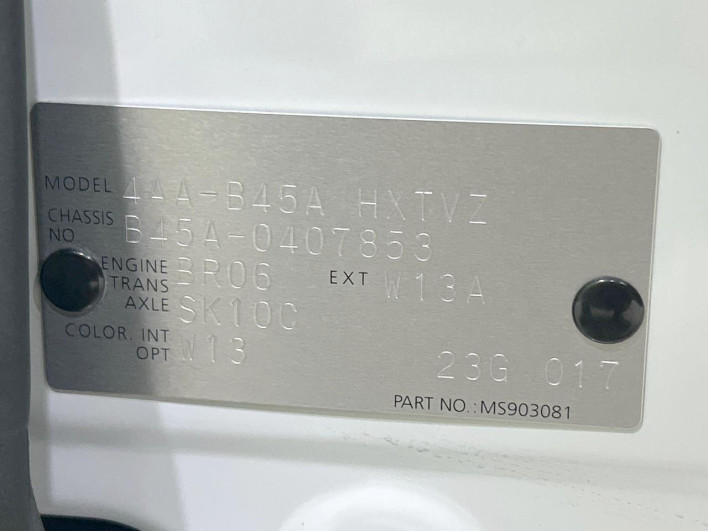 MODEL 4AA-B45A HXTVZ
CHASSIS NO B45A-0407853
ENGINE BR06 EXT W13A
TRANS AXLE SK10C
COLOR. INT OPT W13
23G 017
PART NO.:MS903081